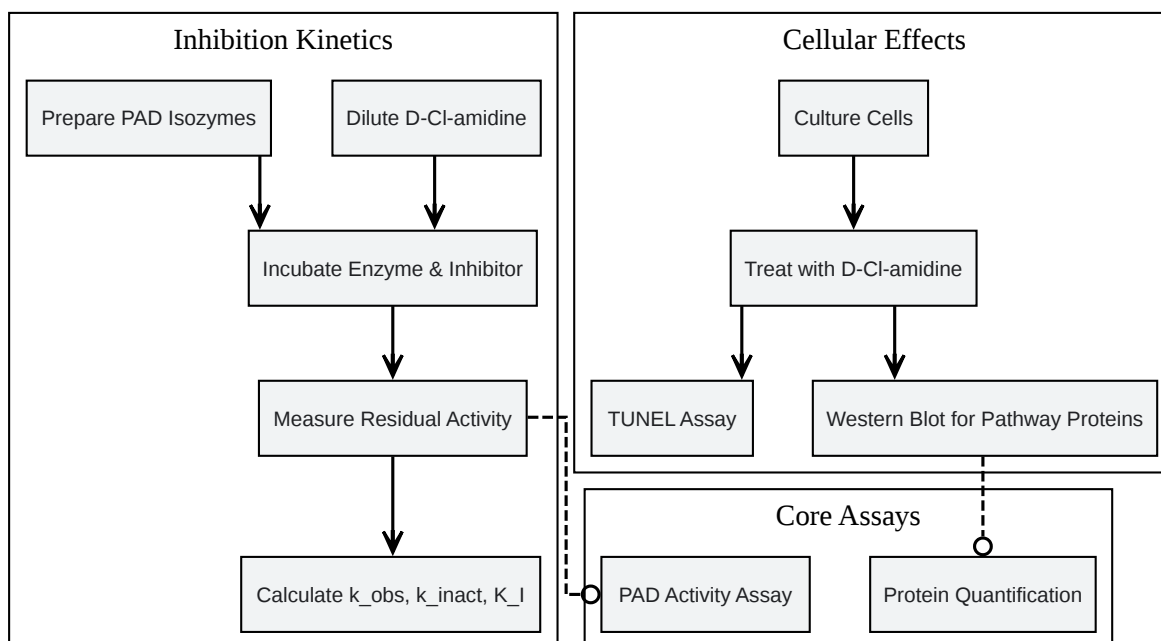 Inhibition Kinetics
Prepare PAD Isozymes
Dilute D-Cl-amidine
Incubate Enzyme & Inhibitor
Measure Residual Activity
Calculate k_obs, k_inact, K_I
Cellular Effects
Culture Cells
Treat with D-Cl-amidine
TUNEL Assay
Western Blot for Pathway Proteins
Core Assays
PAD Activity Assay
Protein Quantification